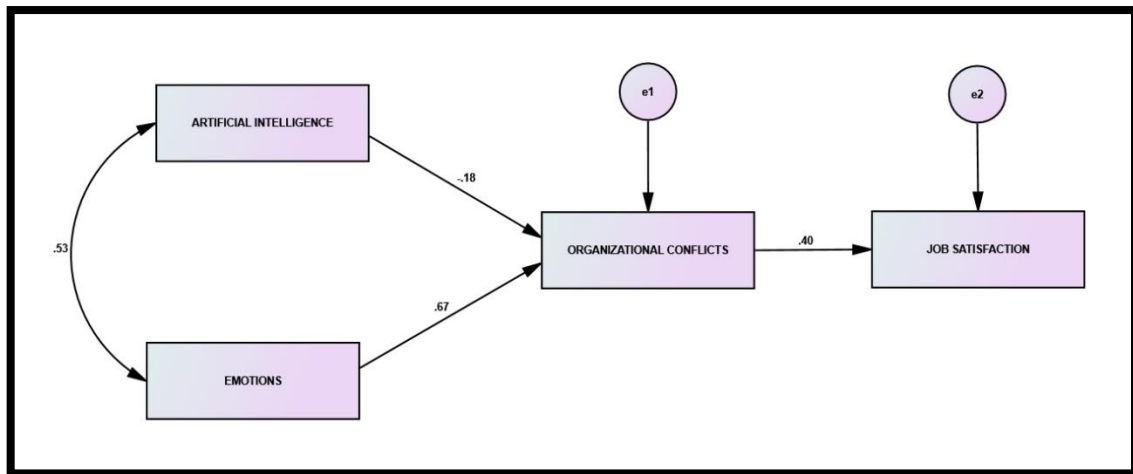 e1
e2
ARTIFICIAL INTELLIGENCE
-.18
.53
ORGANIZATIONAL CONFLICTS
.40
JOB SATISFACTION
.67
EMOTIONS